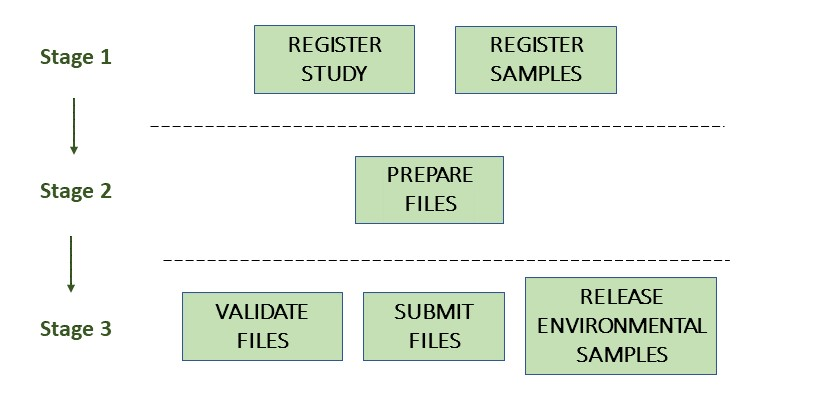 Stage 1
REGISTER
STUDY
REGISTER
SAMPLES
Stage 2
PREPARE
FILES
Stage 3
VALIDATE
FILES
SUBMIT
FILES
RELEASE
ENVIRONMENTAL
SAMPLES